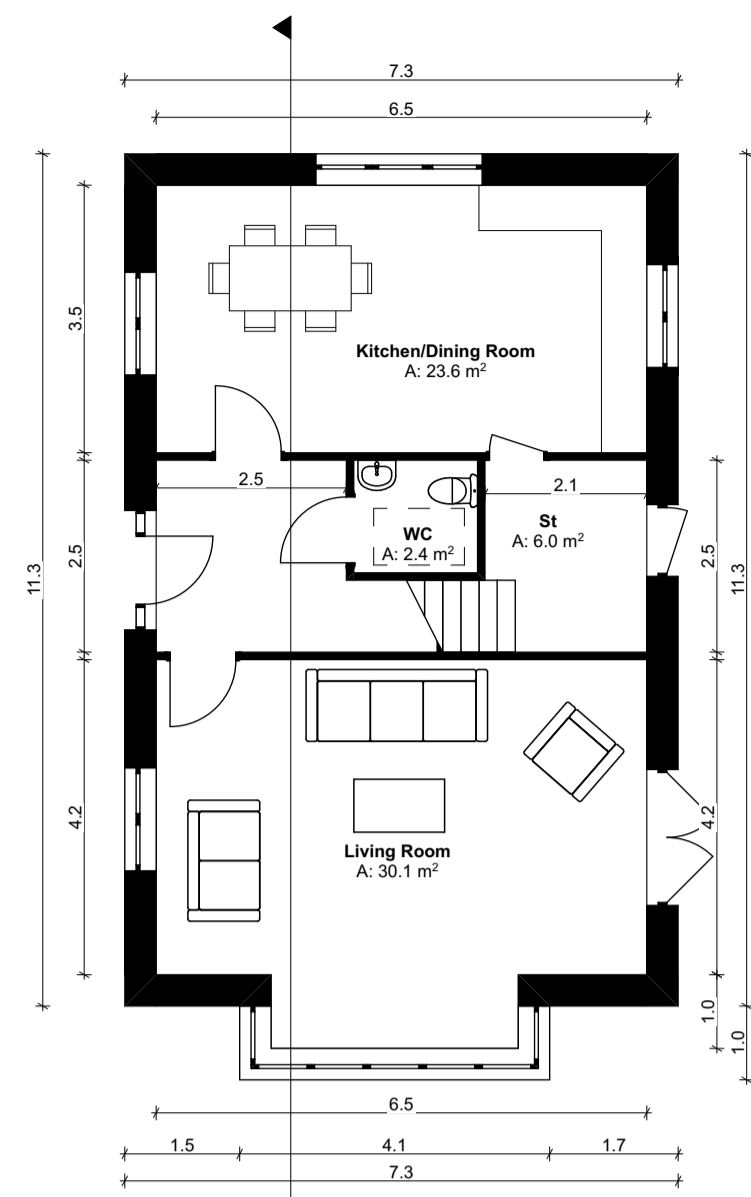 7.3
6.5
3.5
Kitchen/Dining Room
A: 23.6 m²
2.5
2.1
WC
A: 2.4 m²
St
A: 6.0 m²
11.3
2.5
2.5
11.3
4.2
4.2
Living Room
A: 30.1 m²
1.0
1.0
6.5
1.5
4.1
1.7
7.3